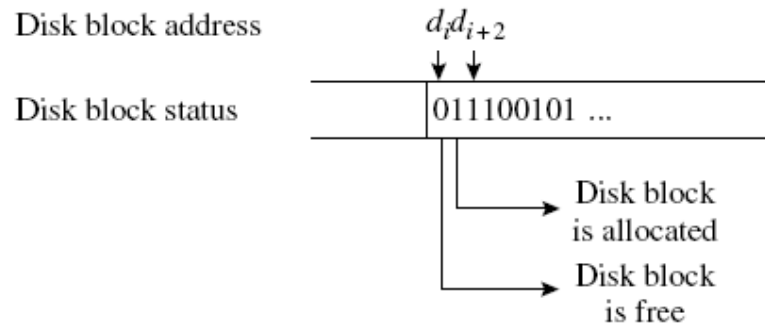 Disk block address d_i d_{i+2}
Disk block status 011100101 ...
Disk block
is allocated
Disk block
is free